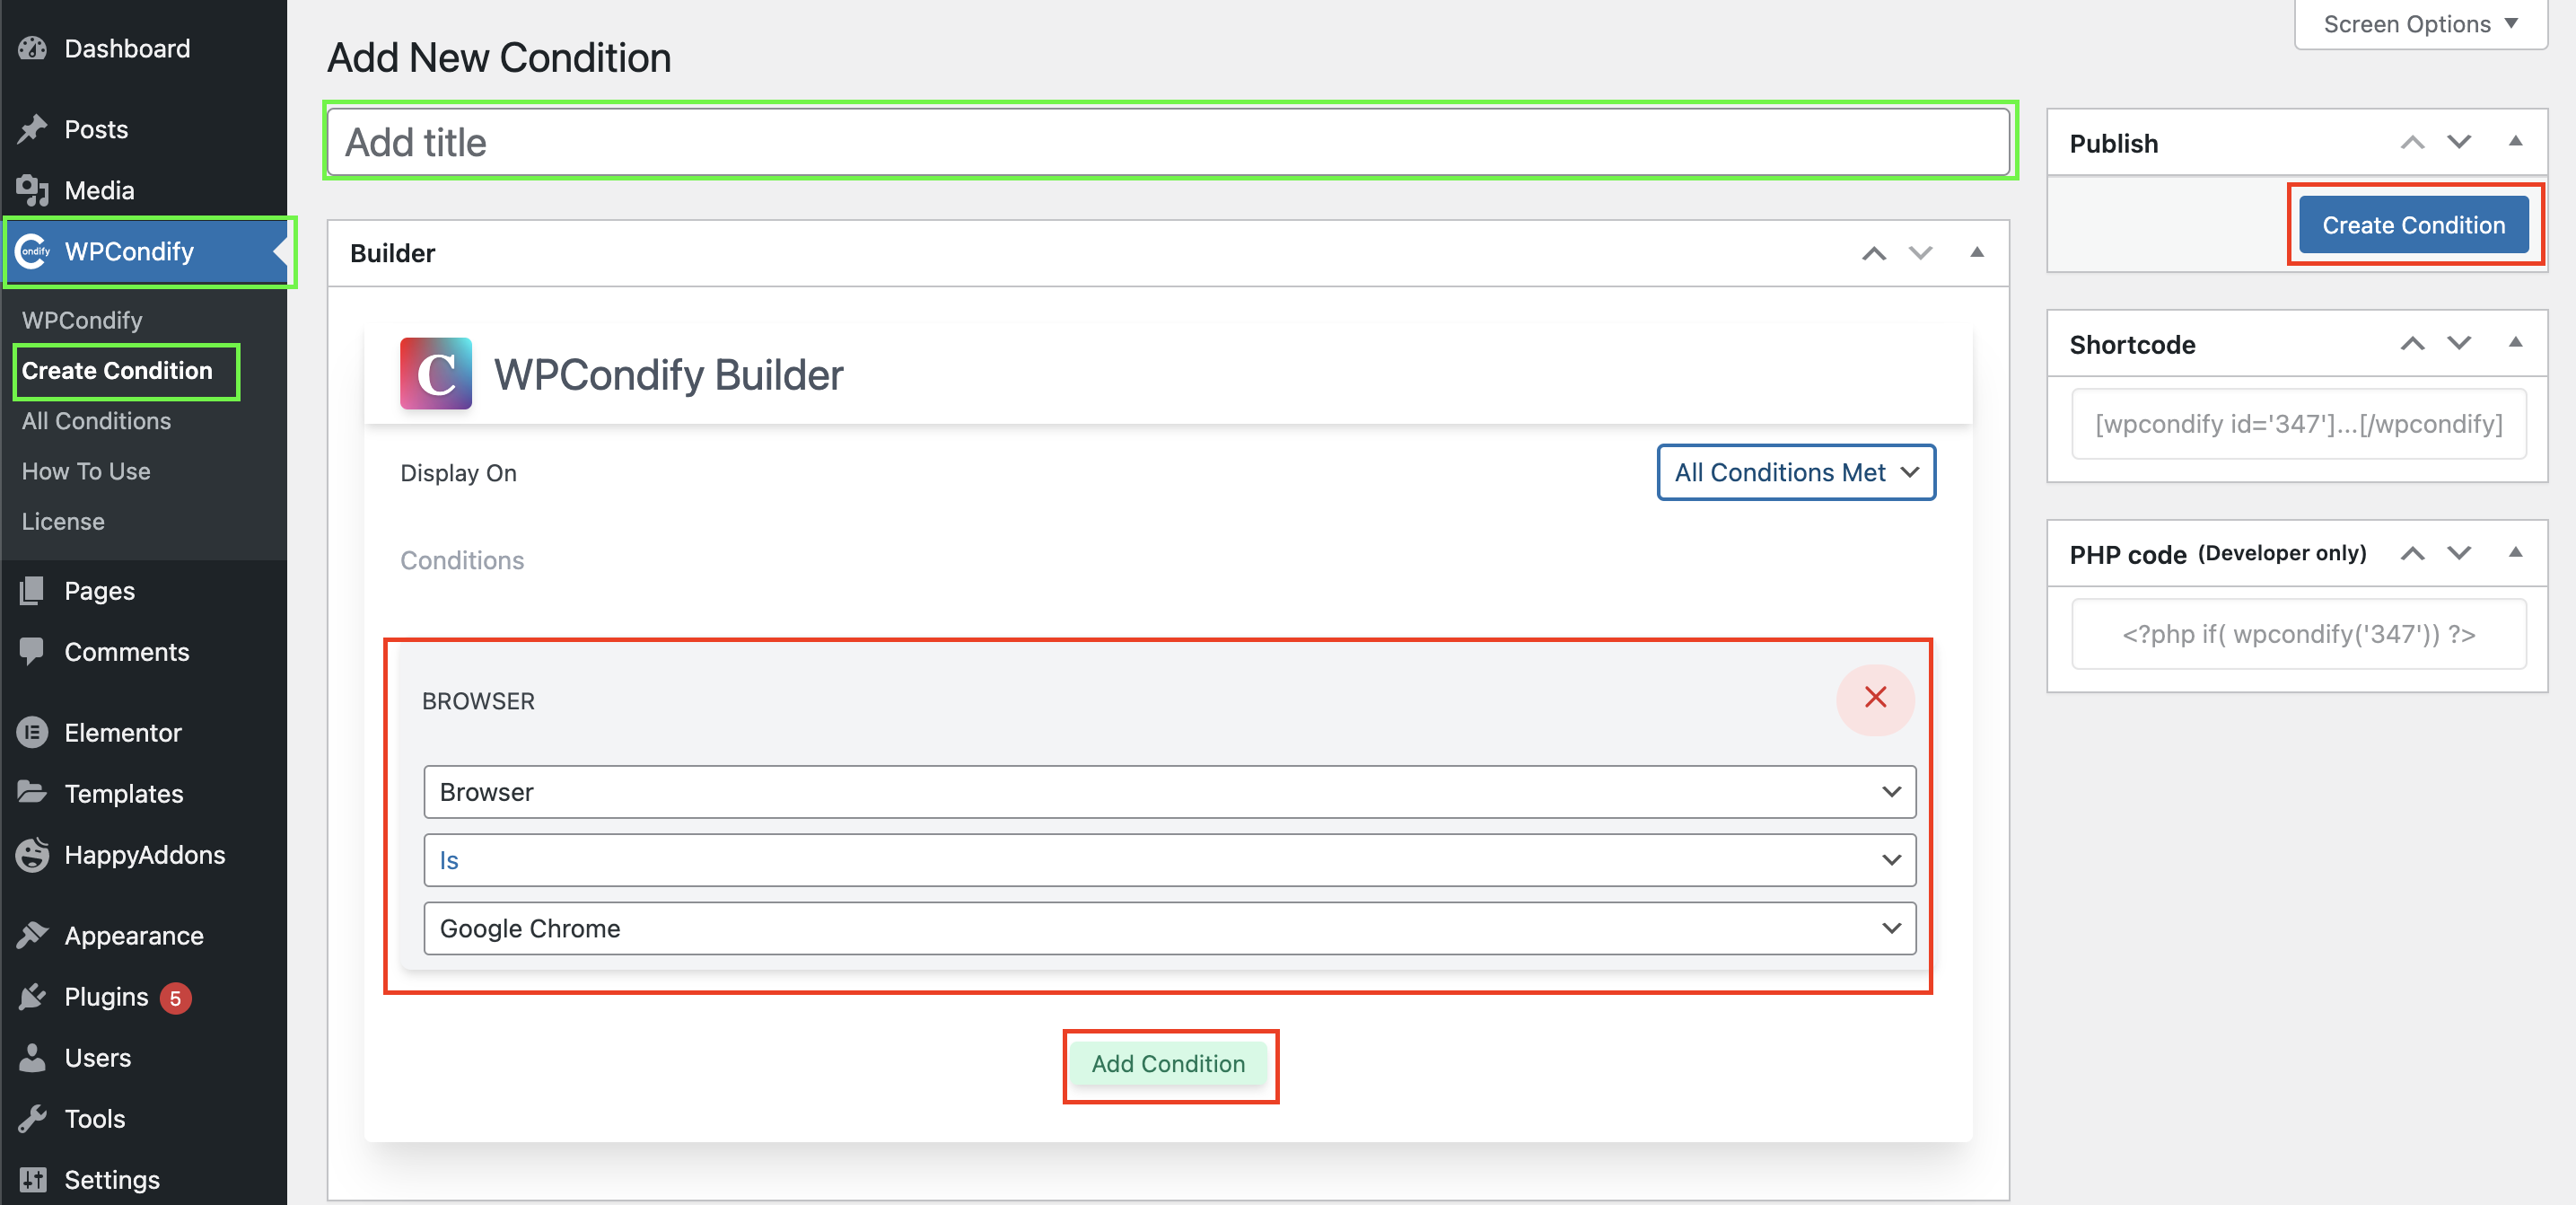 Dashboard
Posts
Media
ondify
WPCondify
WPCondify
Create Condition
All Conditions
How To Use
License
Pages
Comments
Elementor
Templates
HappyAddons
Appearance
Plugins 5
Users
Tools
Settings
Screen Options
Add New Condition
Add title
Builder
C WPCondify Builder
Display On
All Conditions Met
Conditions
BROWSER
Browser
Is
Google Chrome
Add Condition
Publish
Create Condition
Shortcode
[wpcondify id='347']...[/wpcondify]
PHP code (Developer only)
<?php if( wpcondify('347')) ?>